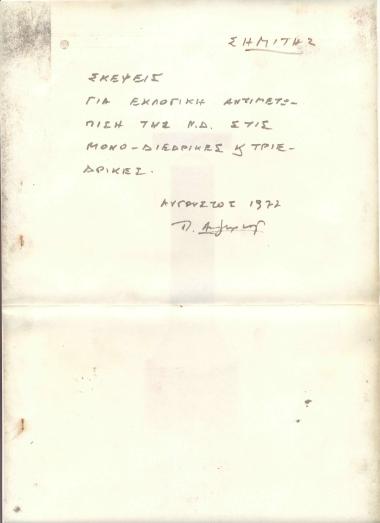 ΣΗΜΙΤΗΣ
ΣΚΕΨΕΙΣ
ΓΙΑ ΕΚΛΟΓΙΚΗ ΑΝΤΙΜΕΤΩ-
ΠΙΣΗ ΤΗΣ Ν.Δ. ΣΤΙΣ
ΜΟΝΟ-ΔΙΕΔΡΙΚΕΣ ϗ ΤΡΙΕ-
ΔΡΙΚΕΣ.
ΑΥΓΟΥΣΤΟΣ 1977
Π.